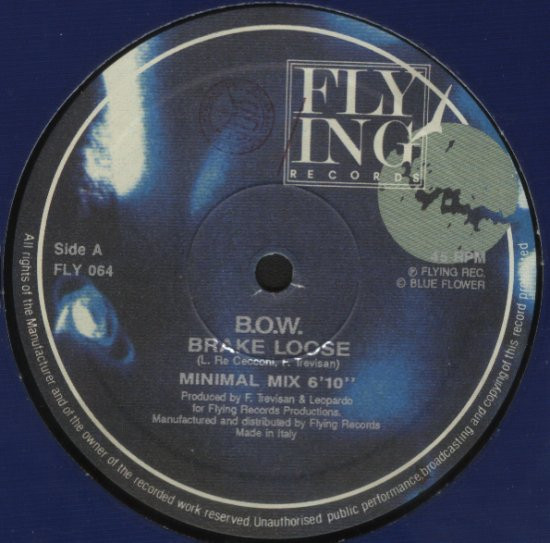 FLY
ING
RECORDS
Side A
FLY 064
45 RPM
℗ FLYING REC.
© BLUE FLOWER
B.O.W.
BRAKE LOOSE
(L. Re Cecconi, F. Trevisan)
MINIMAL MIX 6'10''
Produced by F. Trevisan & Leopardo
for Flying Records Productions.
Manufactured and distributed by Flying Records
Made in Italy
All rights of the Manufacturer and of the owner of the recorded work reserved. Unauthorised public performance, broadcasting and copying of this record prohibited